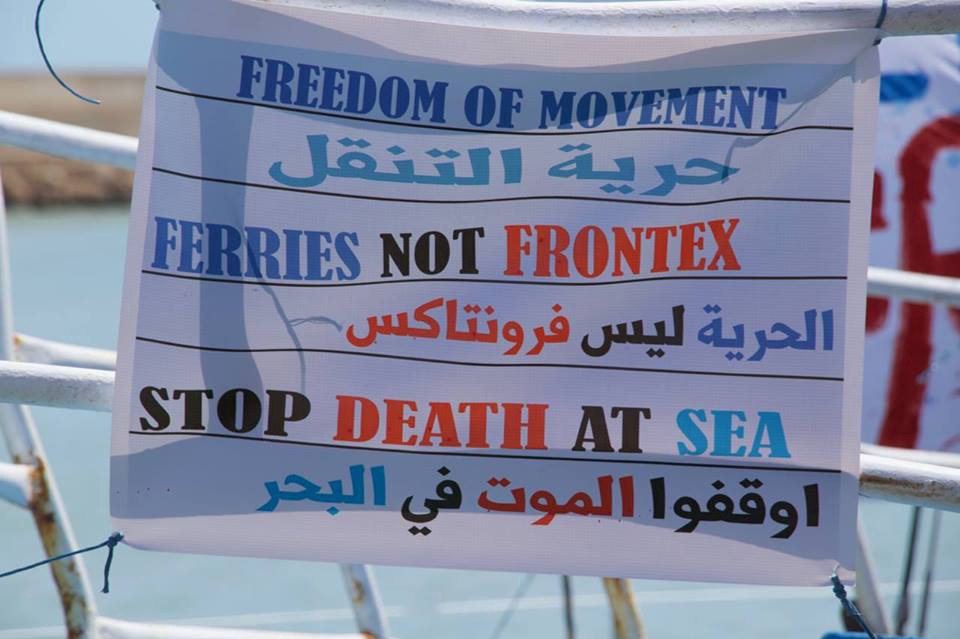 FREEDOM OF MOVEMENT
حرية التنقل
FERRIES NOT FRONTEX
الحرية ليس فرونتاكس
STOP DEATH AT SEA
اوقفوا الموت في البحر